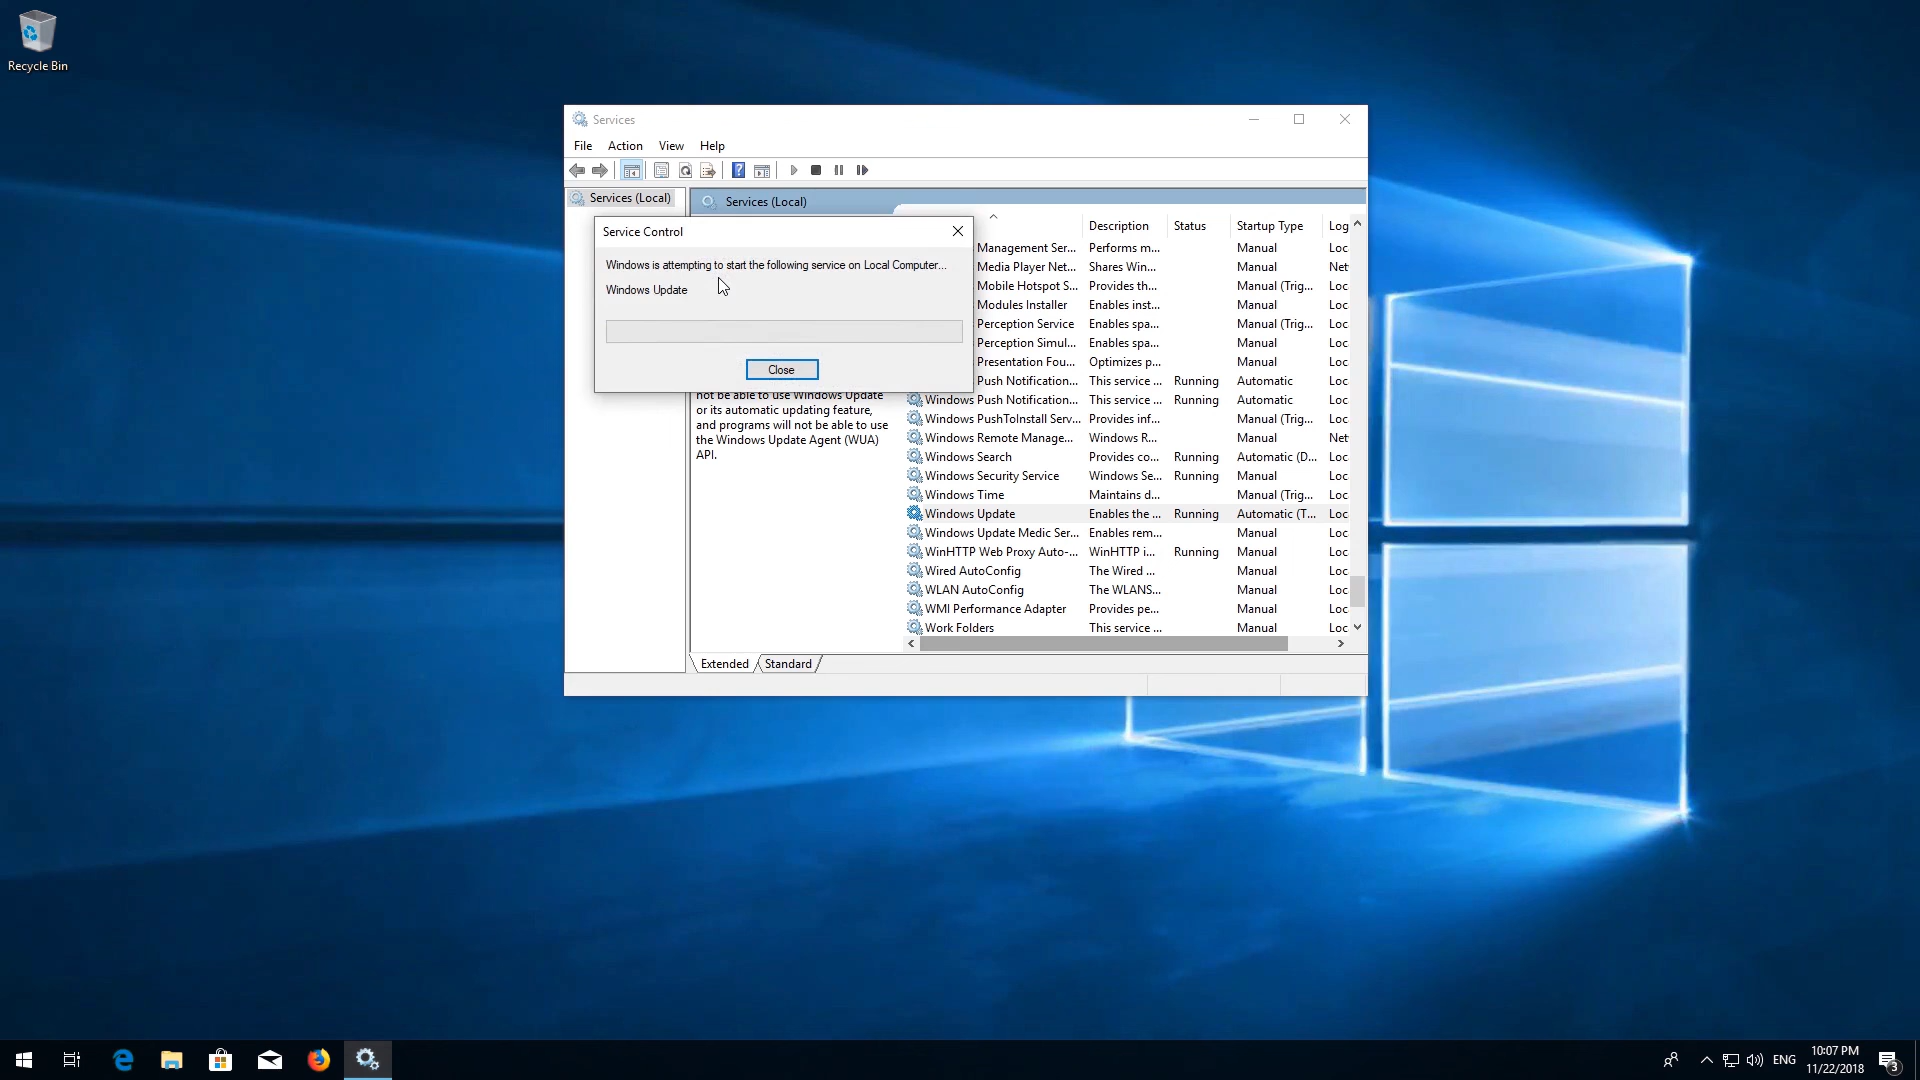 Recycle Bin
Services
File Action View Help
Services (Local)
Services (Local)
Service Control
Windows is attempting to start the following service on Local Computer...
Windows Update
Close
not be able to use Windows Update
or its automatic updating feature,
and programs will not be able to use
the Windows Update Agent (WUA)
API.
Description Status Startup Type Log
Management Ser... Performs m... Manual Loc
Media Player Net... Shares Win... Manual Net
Mobile Hotspot S... Provides th... Manual (Trig... Loc
Modules Installer Enables inst... Manual Loc
Perception Service Enables spa... Manual (Trig... Loc
Perception Simul... Enables spa... Manual Loc
Presentation Fou... Optimizes p... Manual Loc
Push Notification... This service ... Running Automatic Loc
Windows Push Notification... This service ... Running Automatic Loc
Windows PushToInstall Serv... Provides inf... Manual (Trig... Loc
Windows Remote Manage... Windows R... Manual Net
Windows Search Provides co... Running Automatic (D... Loc
Windows Security Service Windows Se... Running Manual Loc
Windows Time Maintains d... Manual (Trig... Loc
Windows Update Enables the ... Running Automatic (T... Loc
Windows Update Medic Ser... Enables rem... Manual Loc
WinHTTP Web Proxy Auto-... WinHTTP i... Running Manual Loc
Wired AutoConfig The Wired ... Manual Loc
WLAN AutoConfig The WLANS... Manual Loc
WMI Performance Adapter Provides pe... Manual Loc
Work Folders This service ... Manual Loc
Extended Standard
ENG
10:07 PM
11/22/2018
3